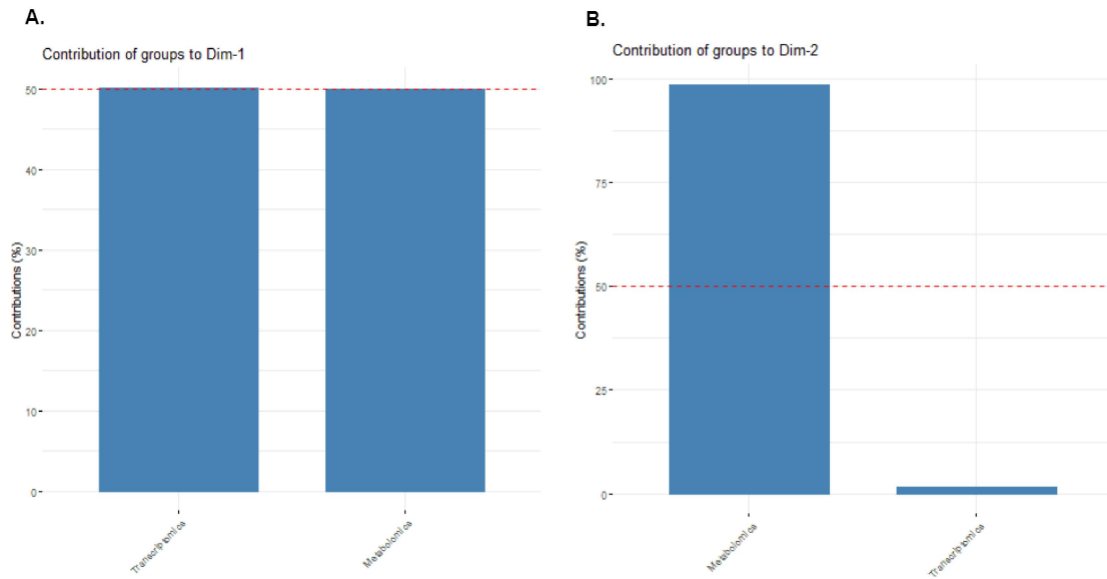 A.
Contribution of groups to Dim-1
Contributions (%)
50
40
30
20
10
0
Transcriptomica
Metabolomica
B.
Contribution of groups to Dim-2
Contributions (%)
100
75
50
25
0
Metabolomica
Transcriptomica